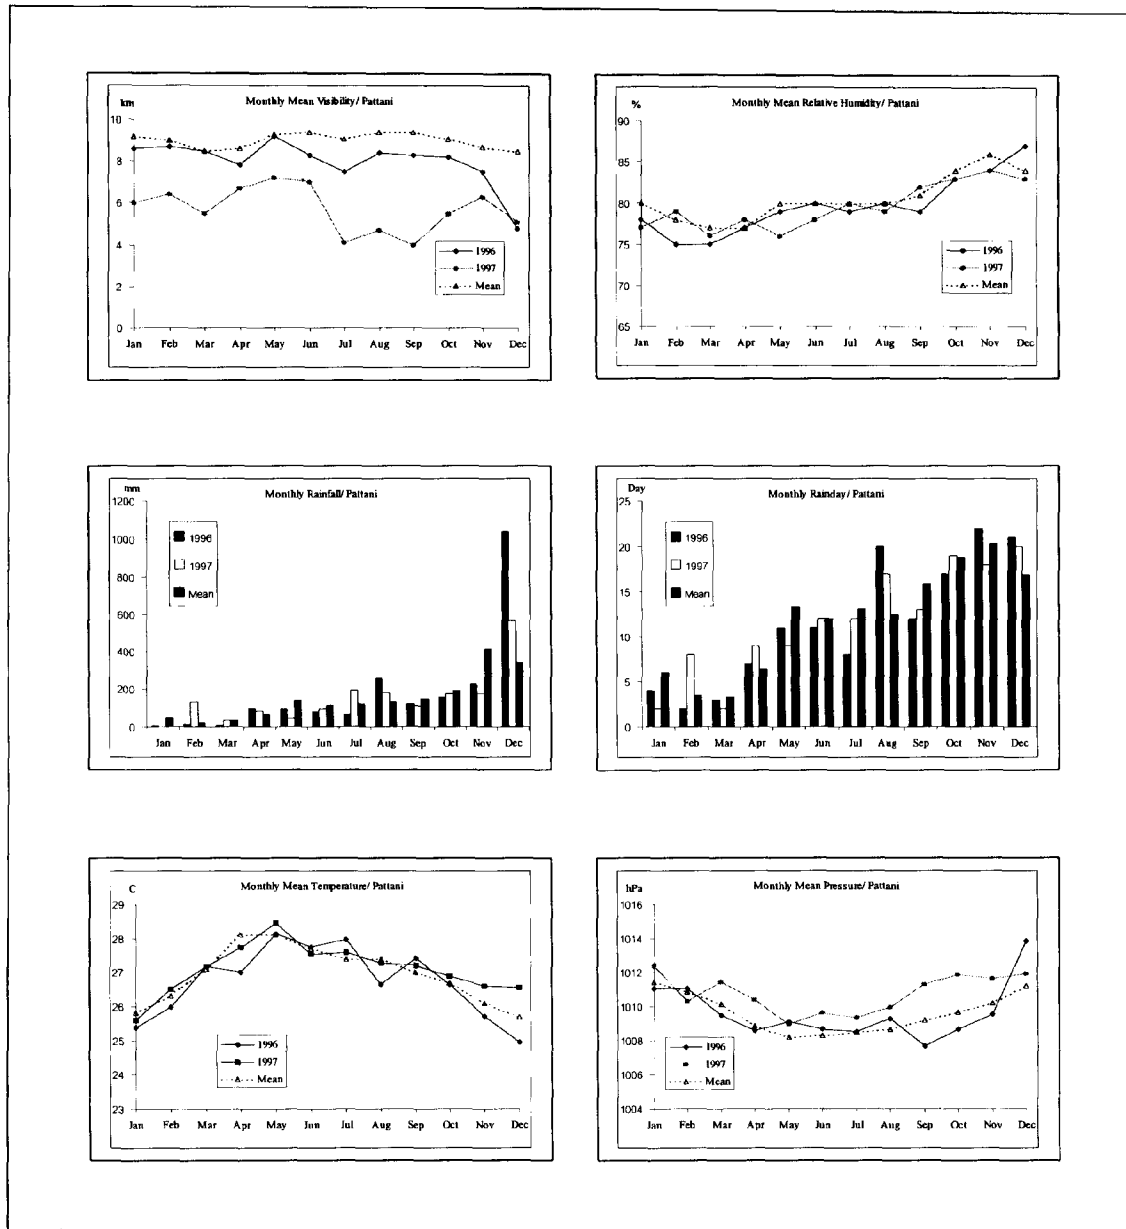 km
Monthly Mean Visibility/ Pattani
10
8
6
4
2
0
1996
1997
Mean
Jan Feb Mar Apr May Jun Jul Aug Sep Oct Nov Dec
%
Monthly Mean Relative Humidity/ Pattani
90
85
80
75
70
65
1996
1997
Mean
Jan Feb Mar Apr May Jun Jul Aug Sep Oct Nov Dec
mm
Monthly Rainfall/ Pattani
1200
1000
800
600
400
200
0
1996
1997
Mean
Jan Feb Mar Apr May Jun Jul Aug Sep Oct Nov Dec
Day
Monthly Rainday/ Pattani
25
20
15
10
5
0
1996
1997
Mean
Jan Feb Mar Apr May Jun Jul Aug Sep Oct Nov Dec
C
Monthly Mean Temperature/ Pattani
29
28
27
26
25
24
23
1996
1997
Mean
Jan Feb Mar Apr May Jun Jul Aug Sep Oct Nov Dec
hPa
Monthly Mean Pressure/ Pattani
1016
1014
1012
1010
1008
1006
1004
1996
1997
Mean
Jan Feb Mar Apr May Jun Jul Aug Sep Oct Nov Dec